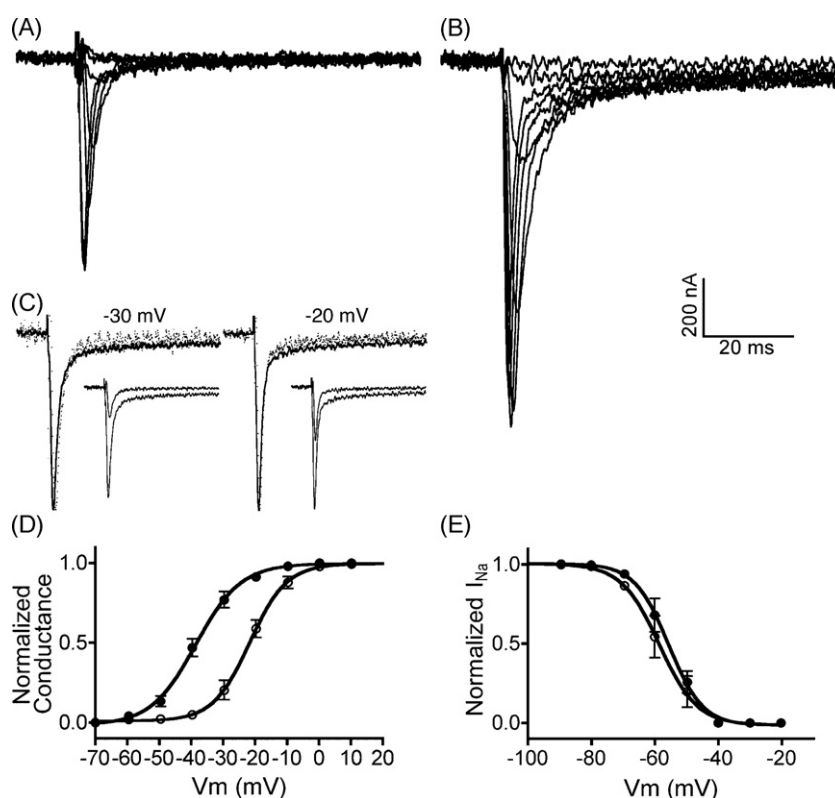 (A)
(B)
200 nA
20 ms
(C)
-30 mV
-20 mV
(D)
Normalized
Conductance
1.0
0.5
0.0
-70 -60 -50 -40 -30 -20 -10 0 10 20
Vm (mV)
(E)
Normalized INa
1.0
0.5
0.0
-100 -80 -60 -40 -20
Vm (mV)